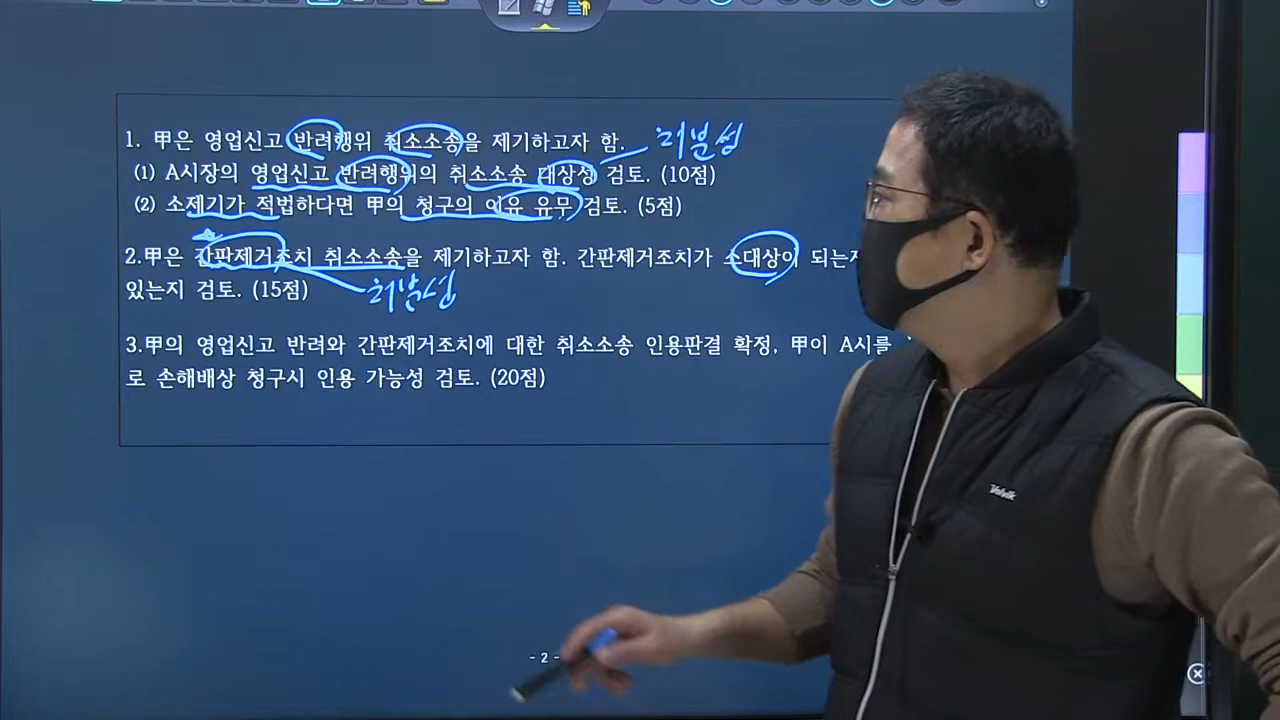 1. 甲은 영업신고 반려행위 취소소송을 제기하고자 함.
처분성
(1) A시장의 영업신고 반려행위의 취소소송 대상성 검토. (10점)
(2) 소제기가 적법하다면 甲의 청구의 이유 유무 검토. (5점)
2.甲은 간판제거조치 취소소송을 제기하고자 함. 간판제거조치가 소대상이 되는지
있는지 검토. (15점)
처분성
3.甲의 영업신고 반려와 간판제거조치에 대한 취소소송 인용판결 확정, 甲이 A시를
로 손해배상 청구시 인용 가능성 검토. (20점)
- 2 -
Volvik